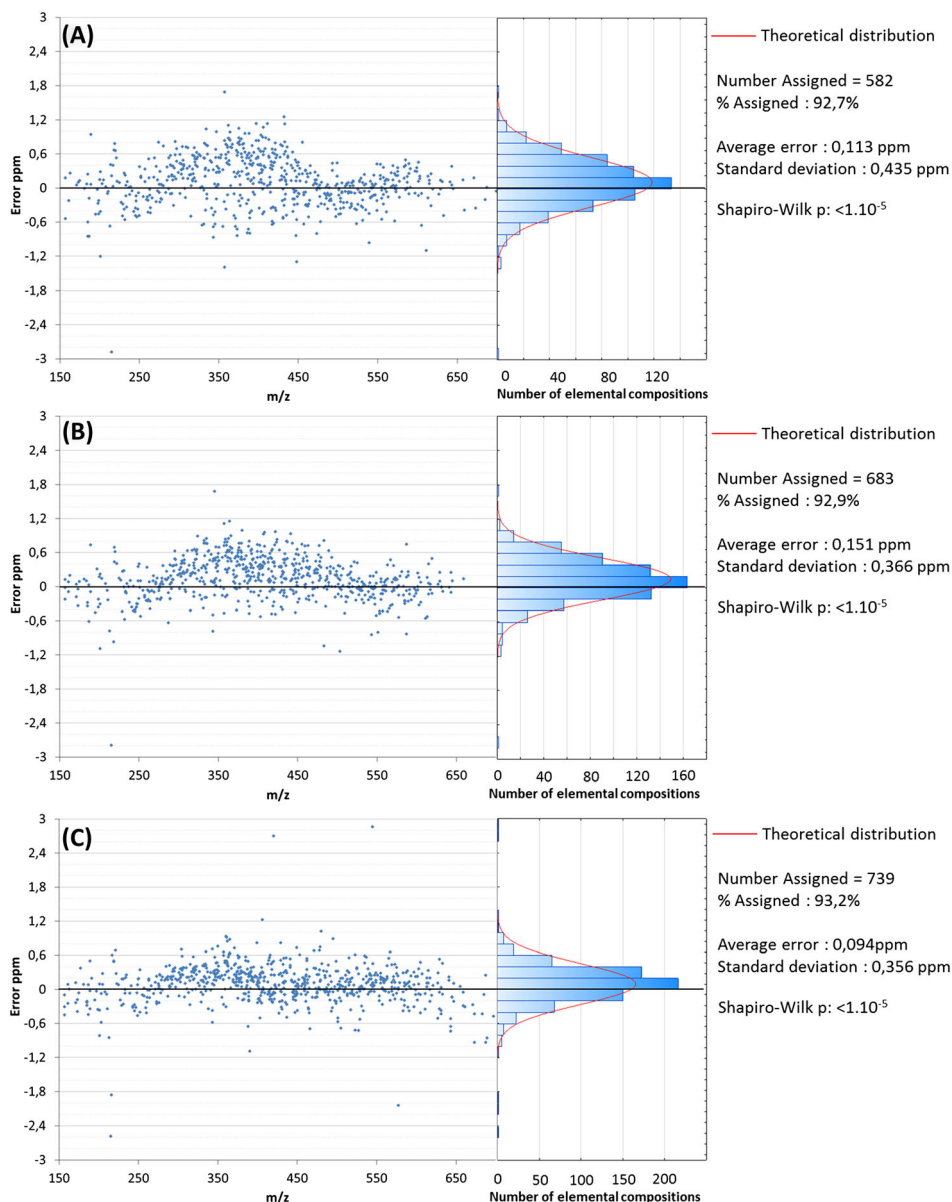 (A)
Error ppm
3
2,4
1,8
1,2
0,6
0
-0,6
-1,2
-1,8
-2,4
-3
150 250 350 450 550 650
m/z
0 40 80 120
Number of elemental compositions
Theoretical distribution
Number Assigned = 582
% Assigned : 92,7%
Average error : 0,113 ppm
Standard deviation : 0,435 ppm
Shapiro-Wilk p: <1.10⁻⁵
(B)
Error ppm
3
2,4
1,8
1,2
0,6
0
-0,6
-1,2
-1,8
-2,4
-3
150 250 350 450 550 650
m/z
0 40 80 120 160
Number of elemental compositions
Theoretical distribution
Number Assigned = 683
% Assigned : 92,9%
Average error : 0,151 ppm
Standard deviation : 0,366 ppm
Shapiro-Wilk p: <1.10⁻⁵
(C)
Error ppm
3
2,4
1,8
1,2
0,6
0
-0,6
-1,2
-1,8
-2,4
-3
150 250 350 450 550 650
m/z
0 50 100 150 200
Number of elemental compositions
Theoretical distribution
Number Assigned = 739
% Assigned : 93,2%
Average error : 0,094ppm
Standard deviation : 0,356 ppm
Shapiro-Wilk p: <1.10⁻⁵